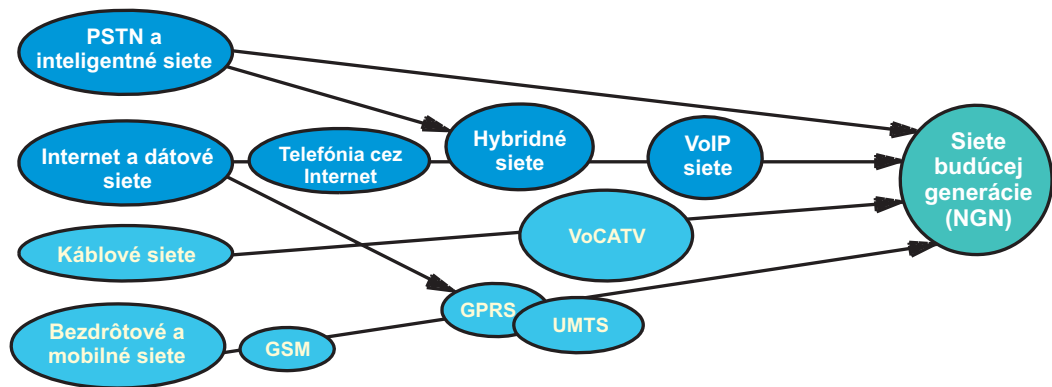 PSTN a
inteligentné siete
Internet a dátové
siete
Telefónia cez
Internet
Hybridné
siete
VoIP
siete
Siete
budúcej
generácie
(NGN)
Káblové siete
VoCATV
Bezdrôtové a
mobilné siete
GSM
GPRS
UMTS